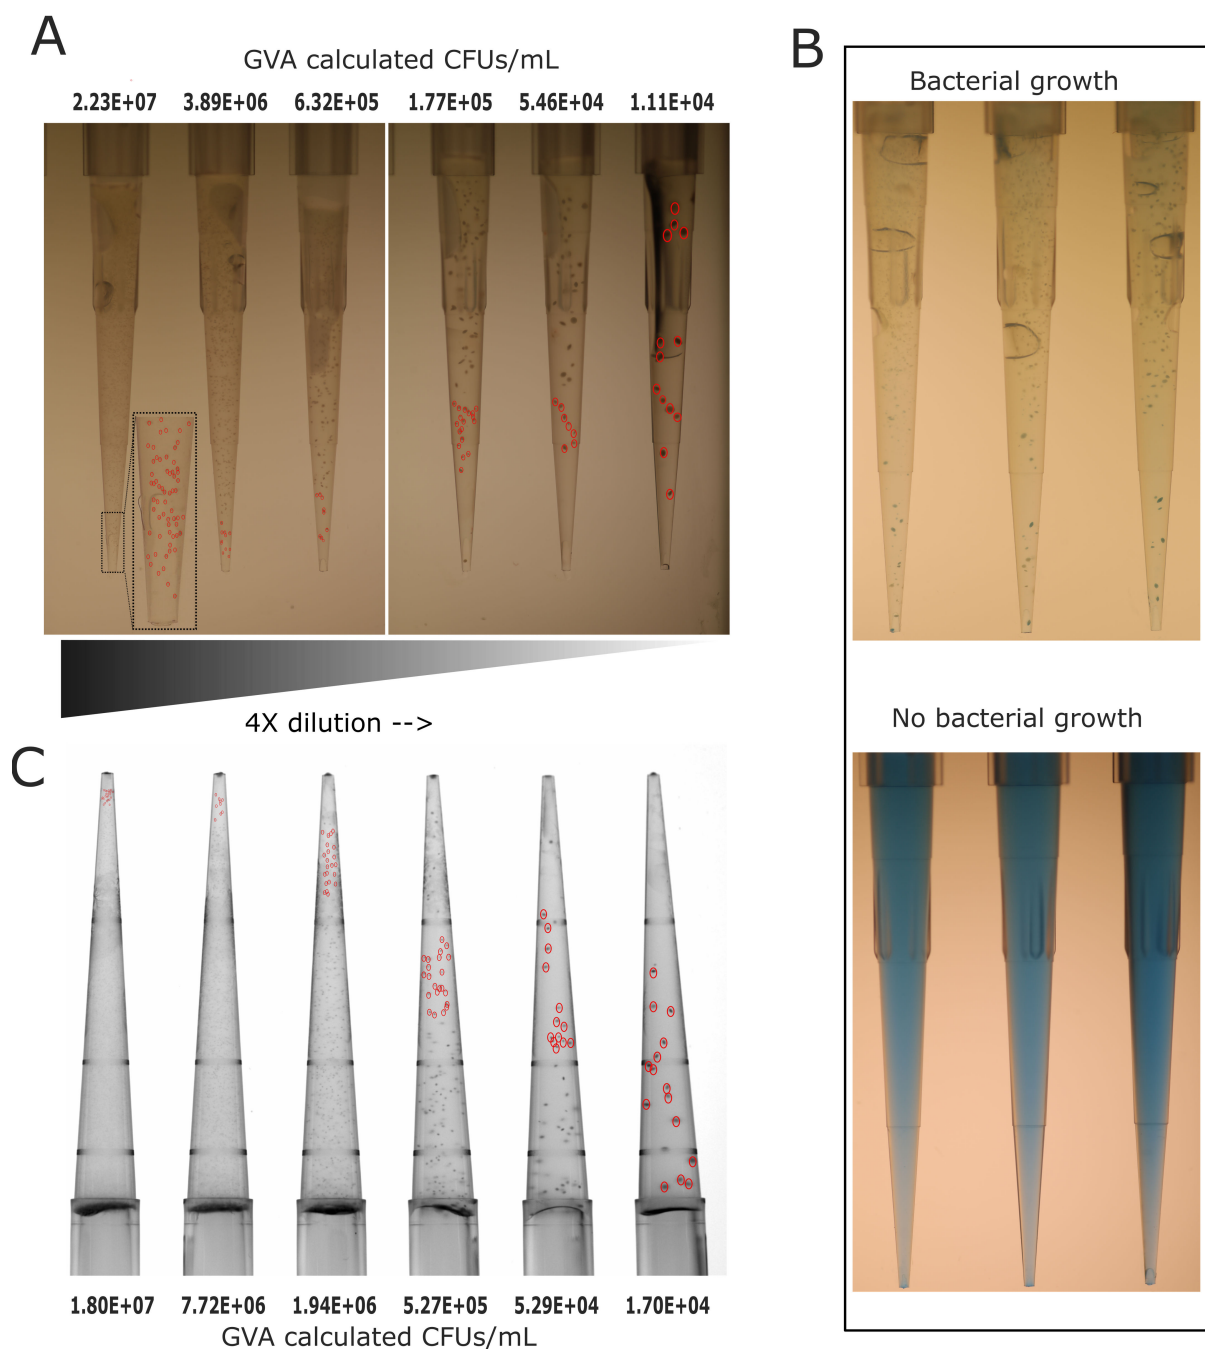 A
GVA calculated CFUs/mL
2.23E+07 3.89E+06 6.32E+05 1.77E+05 5.46E+04 1.11E+04
4X dilution -->
B
Bacterial growth
No bacterial growth
C
1.80E+07 7.72E+06 1.94E+06 5.27E+05 5.29E+04 1.70E+04
GVA calculated CFUs/mL